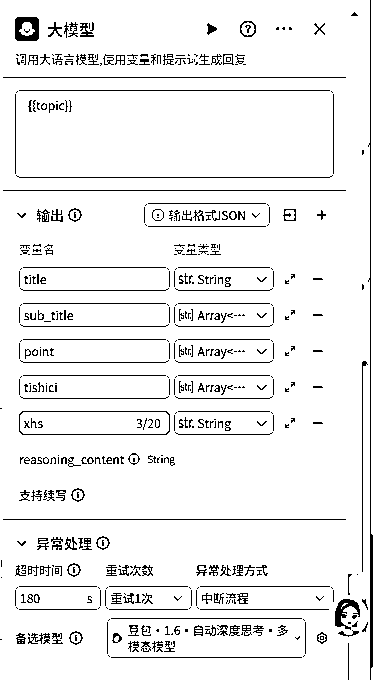 大模型
调用大语言模型,使用变量和提示词生成回复
{{topic}}
输出 输出格式JSON
变量名 变量类型
title str. String
sub_title [str] Array<···
point [str] Array<···
tishici [str] Array<···
xhs 3/20 str. String
reasoning_content String
支持续写
异常处理
超时时间 重试次数 异常处理方式
180 s 重试1次 中断流程
备选模型 豆包·1.6·自动深度思考·多
模态模型